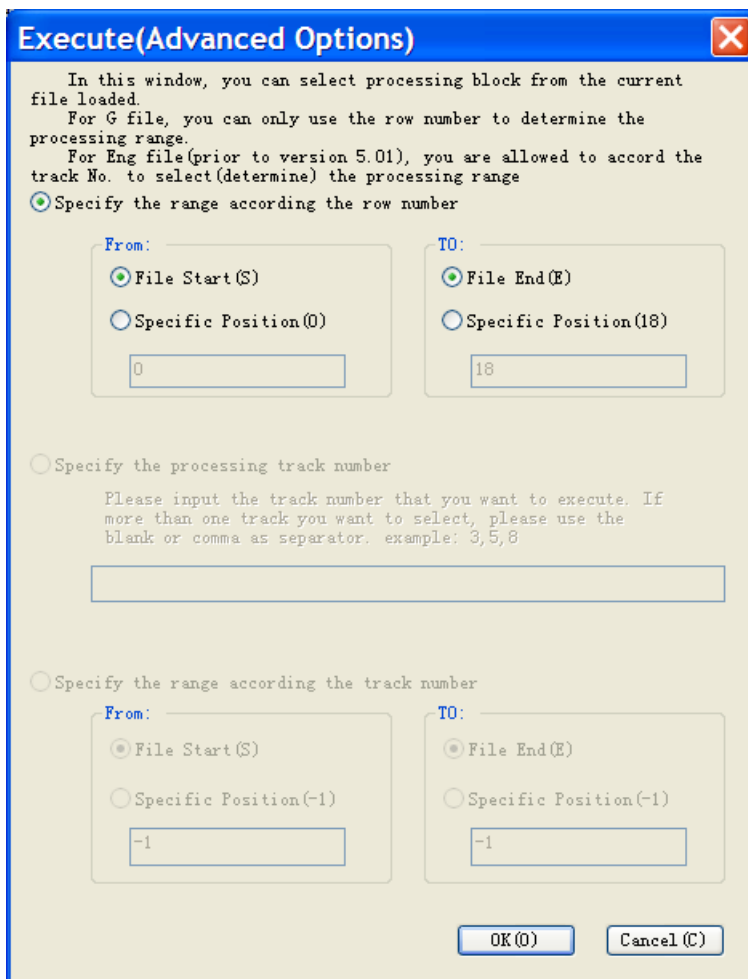 Execute(Advanced Options)
In this window, you can select processing block from the current
file loaded.
For G file, you can only use the row number to determine the
processing range.
For Eng file(prior to version 5.01), you are allowed to accord the
track No. to select(determine) the processing range
Specify the range according the row number
From: TO:
File Start(S) File End(E)
Specific Position(0) Specific Position(18)
0 18
Specify the processing track number
Please input the track number that you want to execute. If
more than one track you want to select, please use the
blank or comma as separator. example: 3,5,8
Specify the range according the track number
From: TO:
File Start(S) File End(E)
Specific Position(-1) Specific Position(-1)
-1 -1
OK(O) Cancel(C)